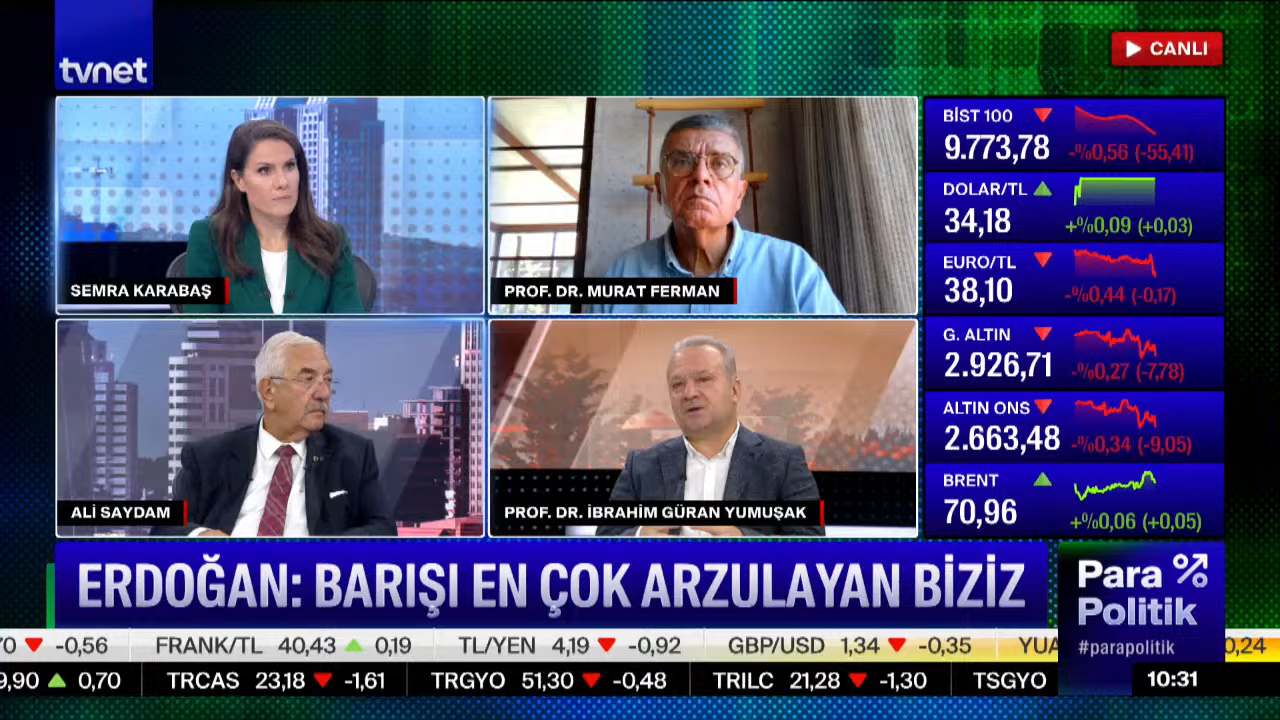 tvnet
CANLI
SEMRA KARABAŞ
PROF. DR. MURAT FERMAN
ALİ SAYDAM
PROF. DR. İBRAHİM GÜRAN YUMUŞAK
BİST 100
9.773,78
-%0,56 (-55,41)
DOLAR/TL
34,18
+%0,09 (+0,03)
EURO/TL
38,10
-%0,44 (-0,17)
G. ALTIN
2.926,71
-%0,27 (-7,78)
ALTIN ONS
2.663,48
-%0,34 (-9,05)
BRENT
70,96
+%0,06 (+0,05)
ERDOĞAN: BARIŞI EN ÇOK ARZULAYAN BİZİZ
Para %
Politik
#parapolitik
-0,56 FRANK/TL 40,43 0,19 TL/YEN 4,19 -0,92 GBP/USD 1,34 -0,35 YUA 0,24
9,90 0,70 TRCAS 23,18 -1,61 TRGYO 51,30 -0,48 TRILC 21,28 -1,30 TSGYO 10:31